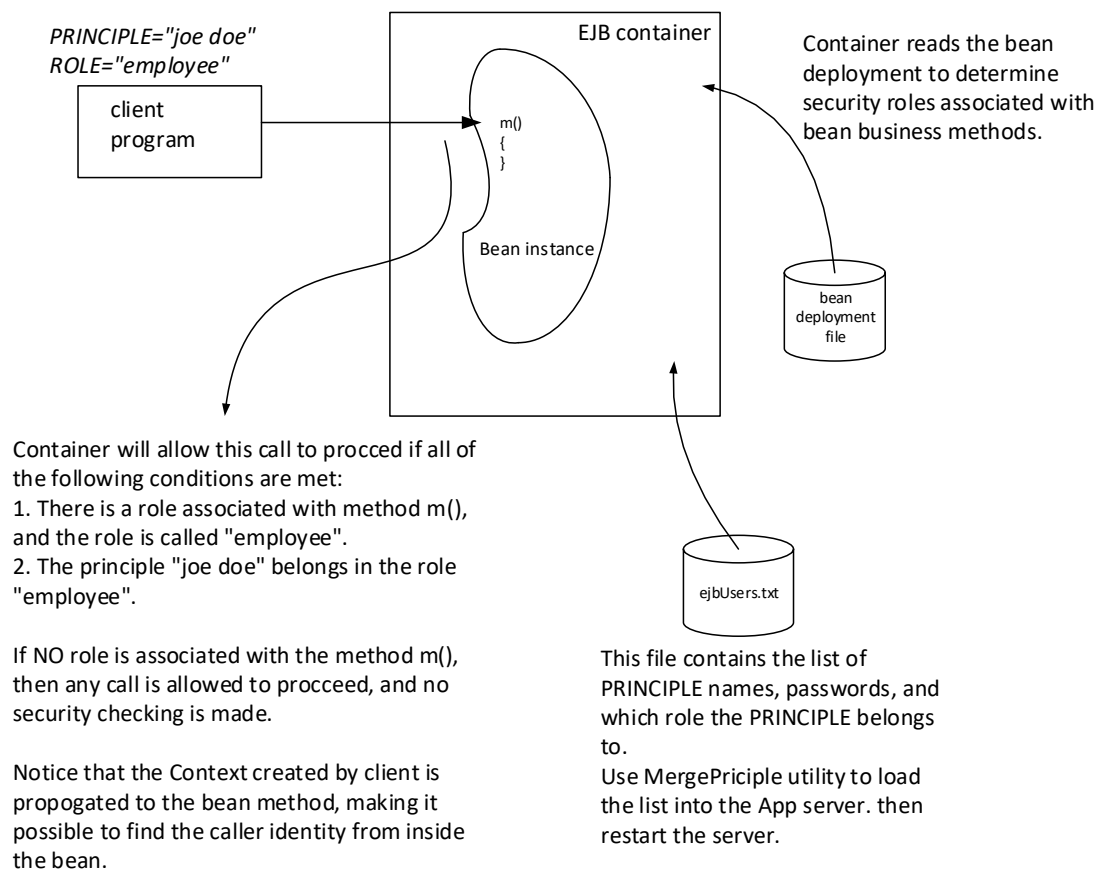 PRINCIPLE="joe doe"
ROLE="employee"
client
program
EJB container
m()
{
}
Bean instance
Container reads the bean
deployment to determine
security roles associated with
bean business methods.
bean
deployment
file
Container will allow this call to procced if all of
the following conditions are met:
1. There is a role associated with method m(),
and the role is called "employee".
2. The principle "joe doe" belongs in the role
"employee".
If NO role is associated with the method m(),
then any call is allowed to procceed, and no
security checking is made.
Notice that the Context created by client is
propogated to the bean method, making it
possible to find the caller identity from inside
the bean.
ejbUsers.txt
This file contains the list of
PRINCIPLE names, passwords, and
which role the PRINCIPLE belongs
to.
Use MergePriciple utility to load
the list into the App server. then
restart the server.